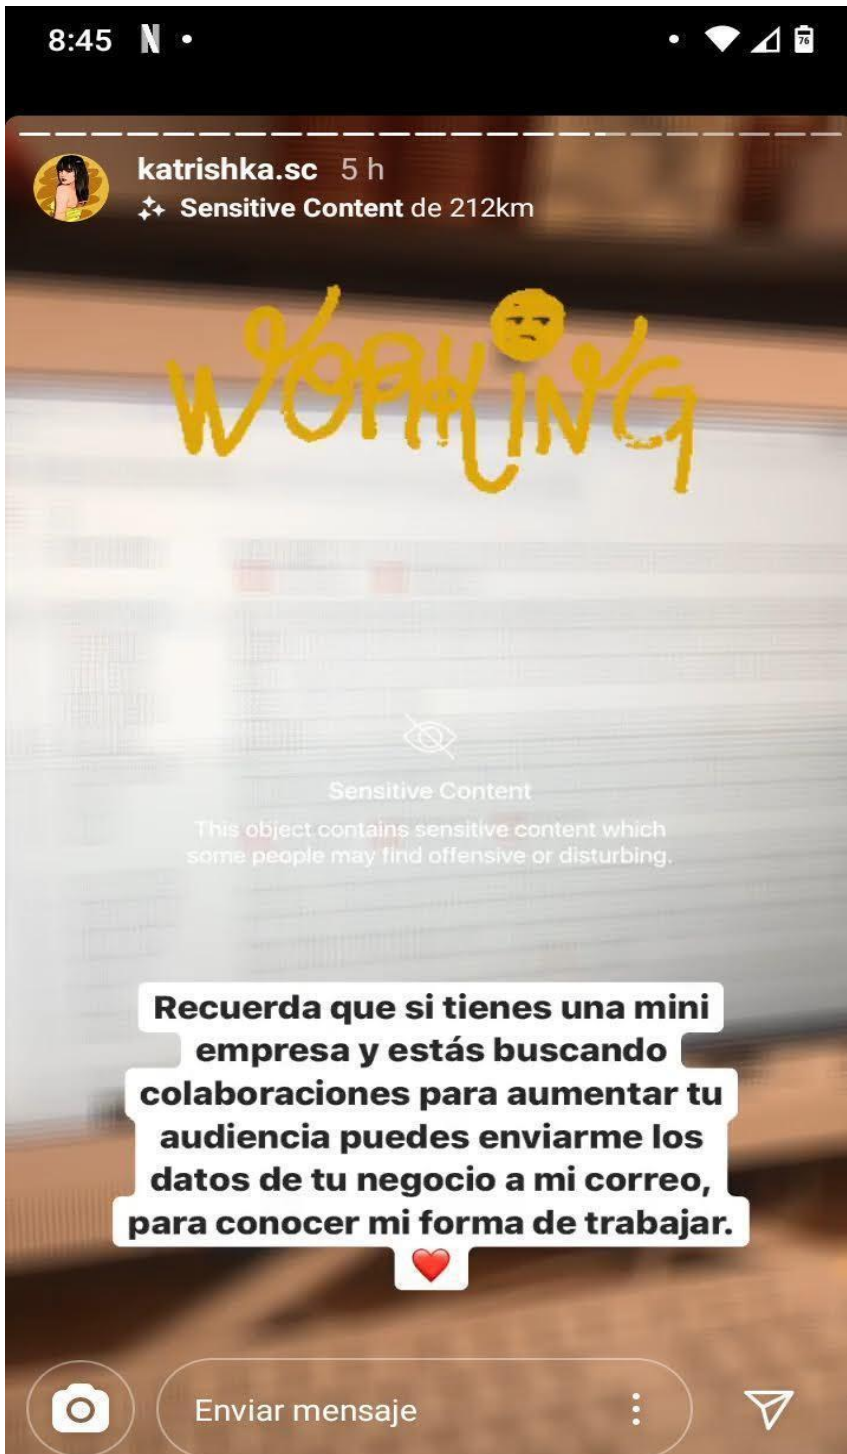 8:45 N
76
katrishka.sc 5 h
Sensitive Content de 212km
WORKING
Sensitive Content
This object contains sensitive content which
some people may find offensive or disturbing.
Recuerda que si tienes una mini
empresa y estás buscando
colaboraciones para aumentar tu
audiencia puedes enviarme los
datos de tu negocio a mi correo,
para conocer mi forma de trabajar.
❤️
Enviar mensaje